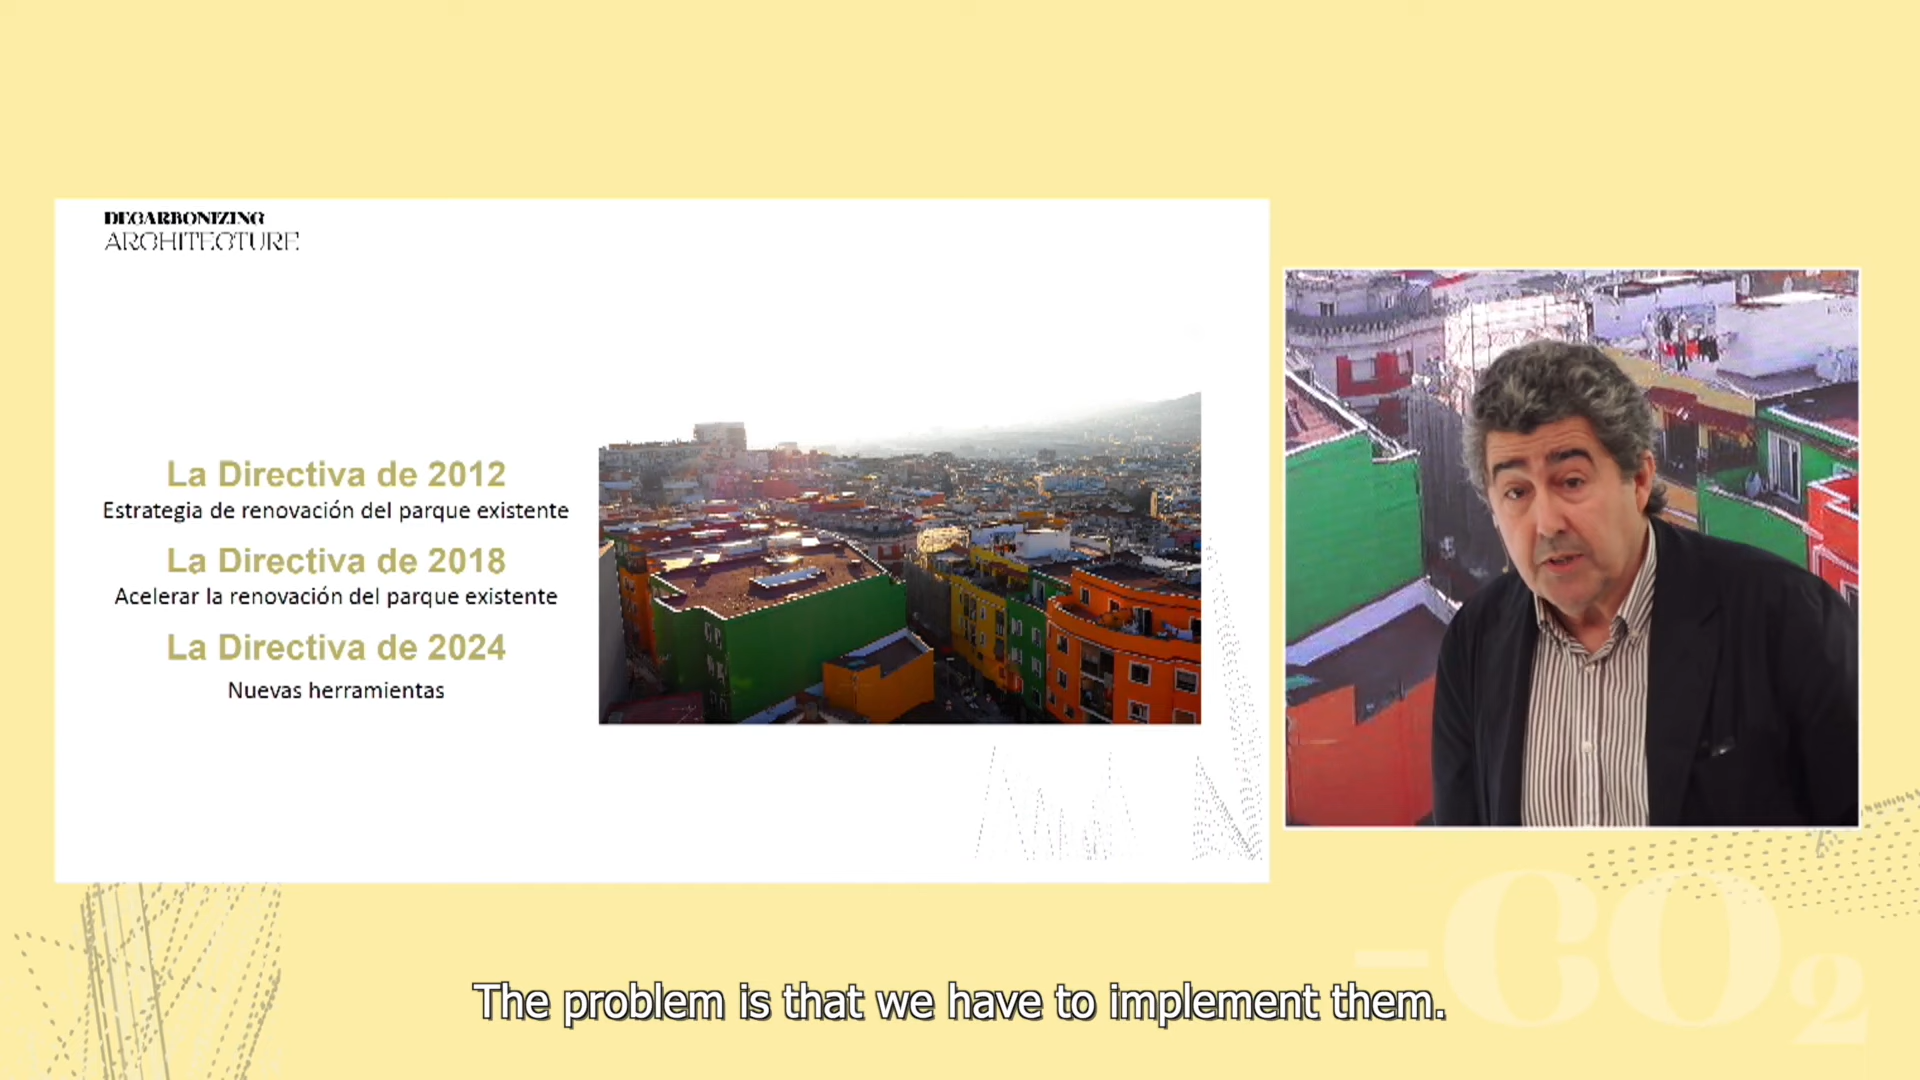 DECARBONIZING
ARCHITECTURE
La Directiva de 2012
Estrategia de renovación del parque existente
La Directiva de 2018
Acelerar la renovación del parque existente
La Directiva de 2024
Nuevas herramientas
-CO2
The problem is that we have to implement them.